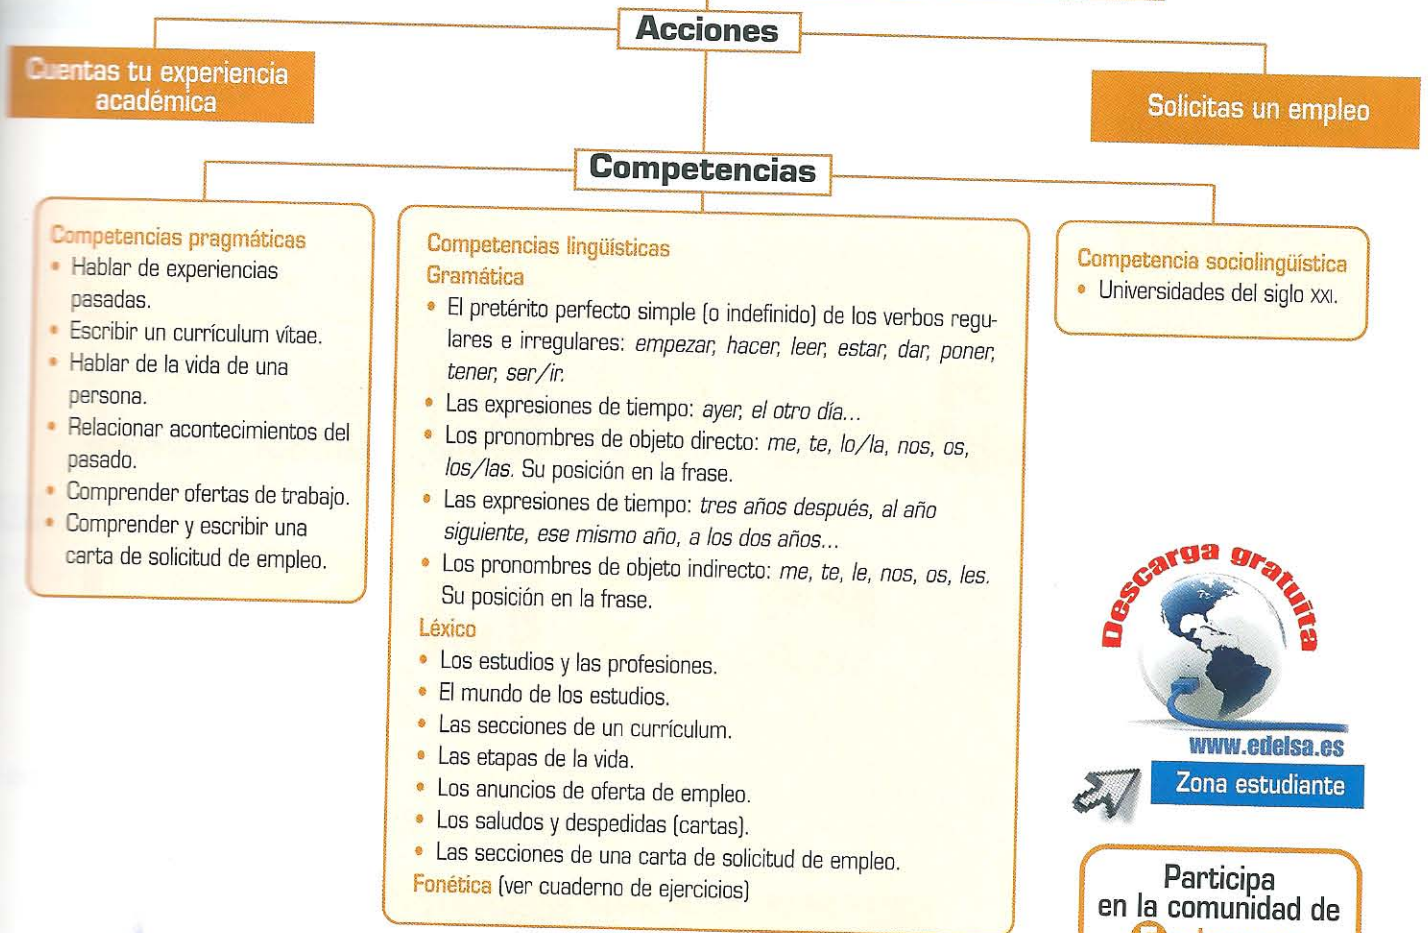 Acciones
Cuentas tu experiencia
académica
Solicitas un empleo
Competencias
Competencias pragmáticas
• Hablar de experiencias
pasadas.
• Escribir un currículum vítae.
• Hablar de la vida de una
persona.
• Relacionar acontecimientos del
pasado.
• Comprender ofertas de trabajo.
• Comprender y escribir una
carta de solicitud de empleo.
Competencias lingüísticas
Gramática
• El pretérito perfecto simple (o indefinido) de los verbos regu-
lares e irregulares: empezar, hacer, leer, estar, dar, poner,
tener, ser/ir.
• Las expresiones de tiempo: ayer, el otro día...
• Los pronombres de objeto directo: me, te, lo/la, nos, os,
los/las. Su posición en la frase.
• Las expresiones de tiempo: tres años después, al año
siguiente, ese mismo año, a los dos años...
• Los pronombres de objeto indirecto: me, te, le, nos, os, les.
Su posición en la frase.
Léxico
• Los estudios y las profesiones.
• El mundo de los estudios.
• Las secciones de un currículum.
• Las etapas de la vida.
• Los anuncios de oferta de empleo.
• Los saludos y despedidas (cartas).
• Las secciones de una carta de solicitud de empleo.
Fonética (ver cuaderno de ejercicios)
Competencia sociolingüística
• Universidades del siglo XXI.
Descarga gratuita
www.edelsa.es
Zona estudiante
Participa
en la comunidad de